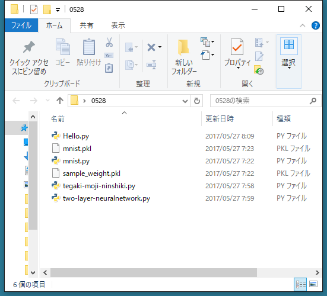 0528
ファイル ホーム 共有 表示
クイック アクセスにピン留め コピー 貼り付け 新しいフォルダー プロパティ 選択
クリップボード 整理 新規 開く
0528 0528の検索
名前 更新日時 種類
Hello.py 2017/05/27 8:09 PY ファイル
mnist.pkl 2017/05/27 7:23 PKL ファイル
mnist.py 2017/05/27 7:22 PY ファイル
sample_weight.pkl 2017/05/27 7:22 PKL ファイル
tegaki-moji-ninshiki.py 2017/05/27 7:58 PY ファイル
two-layer-neuralnetwork.py 2017/05/27 7:59 PY ファイル
6 個の項目